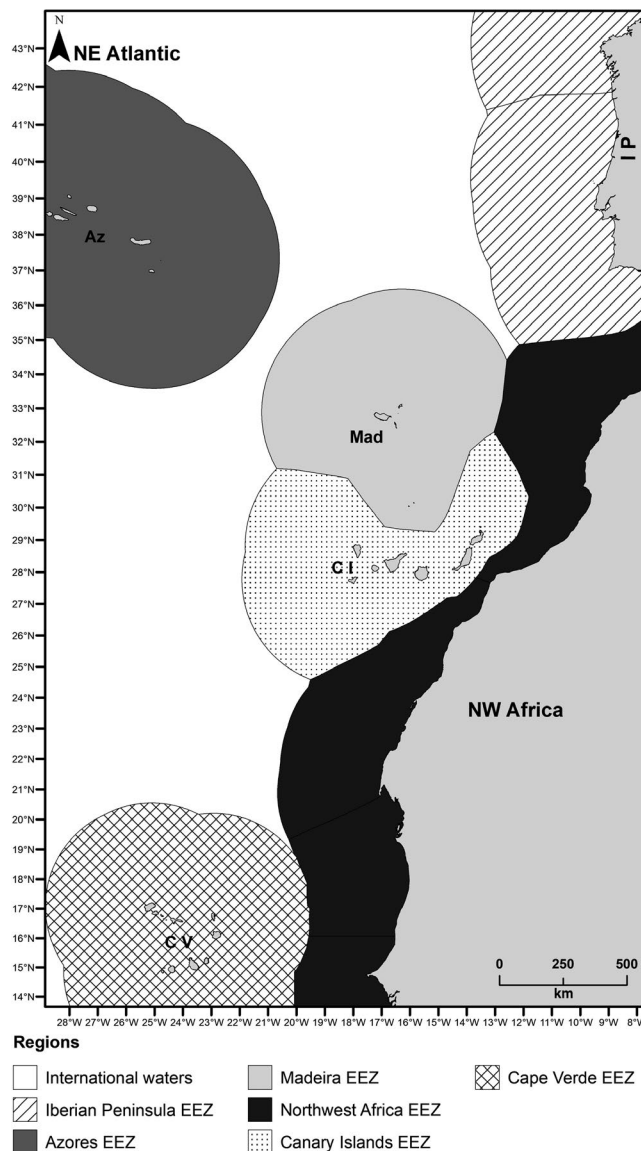 N
NE Atlantic
43°N
42°N
41°N
40°N
39°N
38°N
37°N
36°N
35°N
34°N
33°N
32°N
31°N
30°N
29°N
28°N
27°N
26°N
25°N
24°N
23°N
22°N
21°N
20°N
19°N
18°N
17°N
16°N
15°N
14°N
I P
Az
Mad
C I
NW Africa
C V
0 250 500
km
28°W 27°W 26°W 25°W 24°W 23°W 22°W 21°W 20°W 19°W 18°W 17°W 16°W 15°W 14°W 13°W 12°W 11°W 10°W 9°W 8°W
Regions
International waters
Iberian Peninsula EEZ
Azores EEZ
Madeira EEZ
Northwest Africa EEZ
Canary Islands EEZ
Cape Verde EEZ